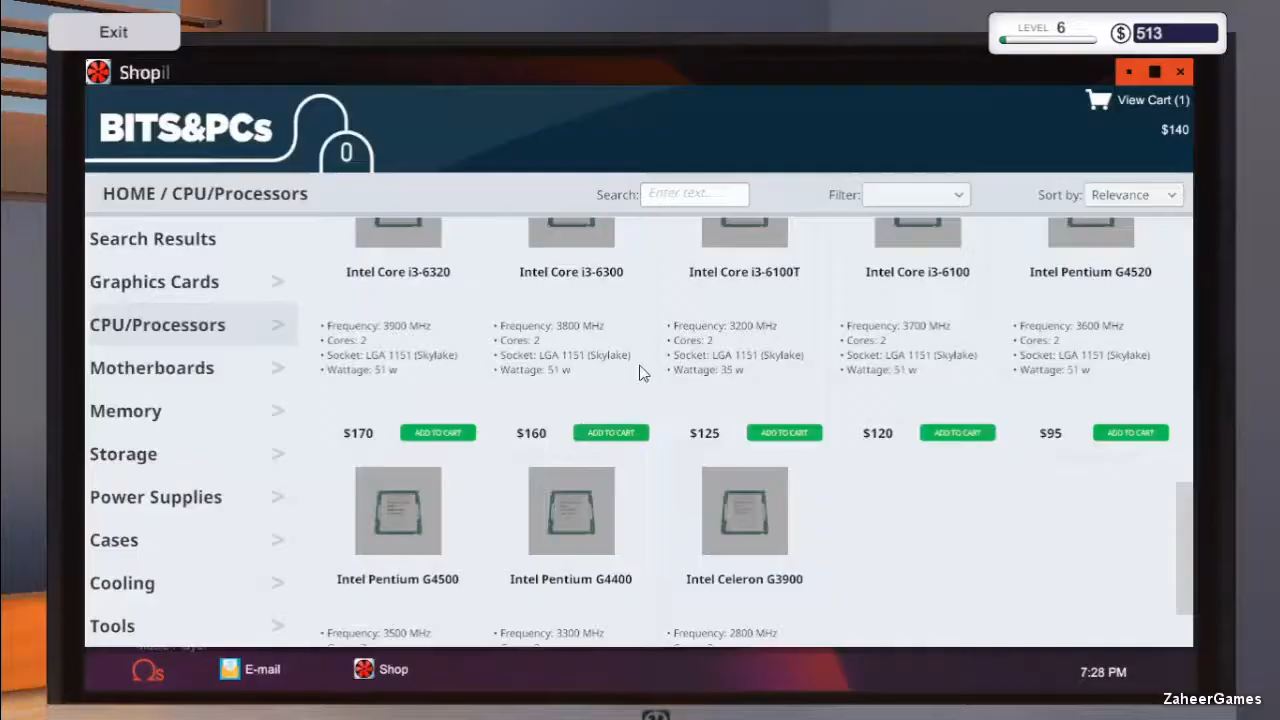 Exit
LEVEL 6
$ 513
Shop
View Cart (1)
BITS&PCs
$140
HOME / CPU/Processors
Search: Enter text...
Filter:
Sort by: Relevance
Search Results
Graphics Cards >
CPU/Processors >
Motherboards >
Memory >
Storage >
Power Supplies >
Cases >
Cooling >
Tools >
Intel Core i3-6320
• Frequency: 3900 MHz
• Cores: 2
• Socket: LGA 1151 (Skylake)
• Wattage: 51 w
$170 ADD TO CART
Intel Core i3-6300
• Frequency: 3800 MHz
• Cores: 2
• Socket: LGA 1151 (Skylake)
• Wattage: 51 w
$160 ADD TO CART
Intel Core i3-6100T
• Frequency: 3200 MHz
• Cores: 2
• Socket: LGA 1151 (Skylake)
• Wattage: 35 w
$125 ADD TO CART
Intel Core i3-6100
• Frequency: 3700 MHz
• Cores: 2
• Socket: LGA 1151 (Skylake)
• Wattage: 51 w
$120 ADD TO CART
Intel Pentium G4520
• Frequency: 3600 MHz
• Cores: 2
• Socket: LGA 1151 (Skylake)
• Wattage: 51 w
$95 ADD TO CART
Intel Pentium G4500
• Frequency: 3500 MHz
Intel Pentium G4400
• Frequency: 3300 MHz
Intel Celeron G3900
• Frequency: 2800 MHz
Ωs
E-mail
Shop
7:28 PM
ZaheerGames